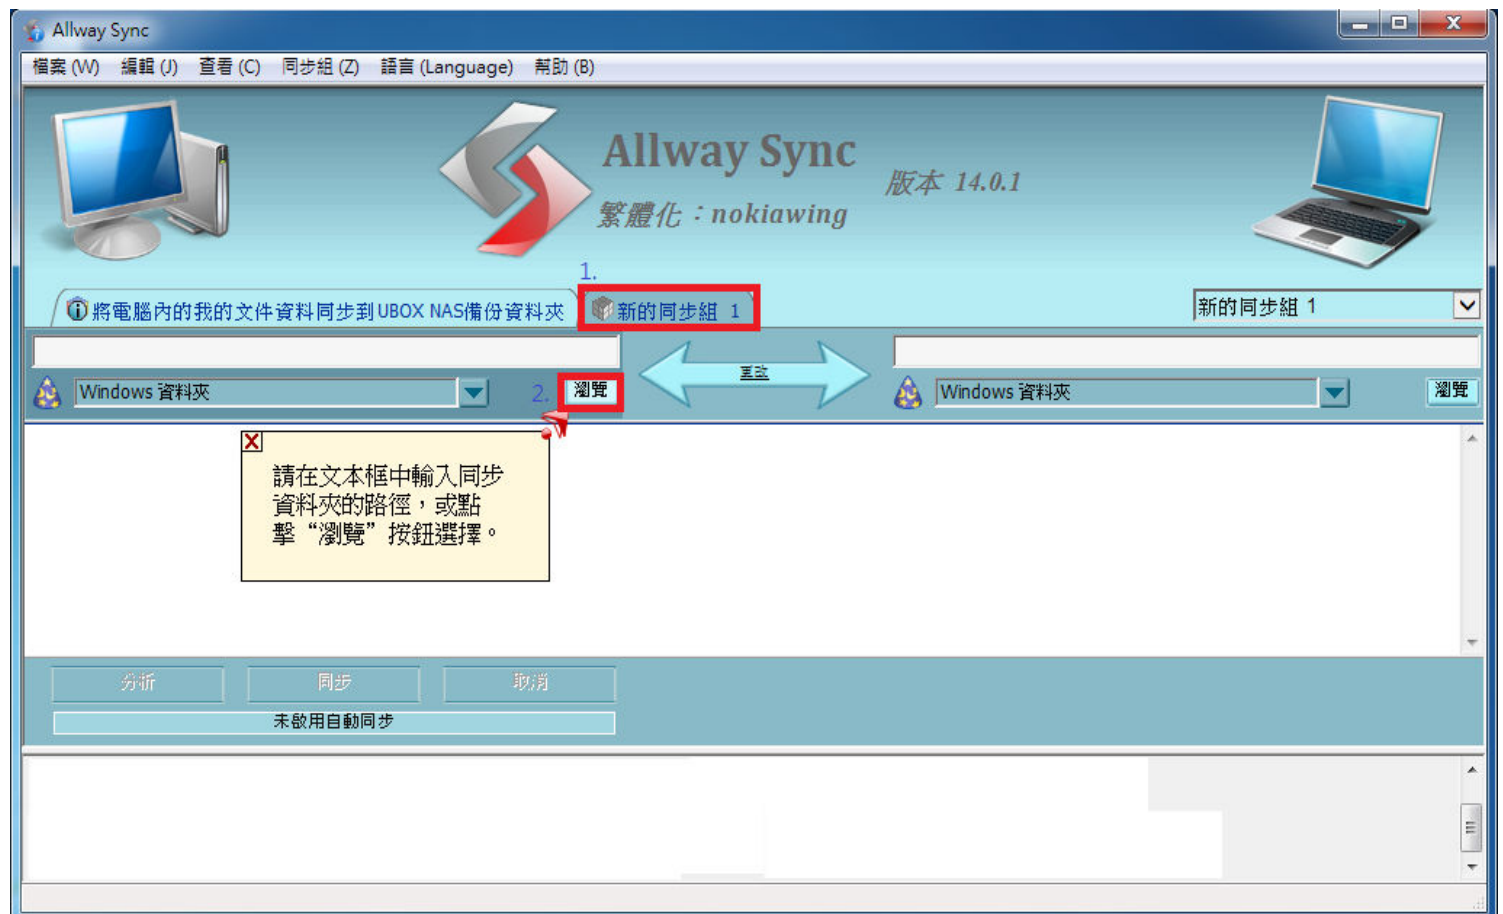 Allway Sync
檔案 (W) 編輯 (J) 查看 (C) 同步組 (Z) 語言 (Language) 幫助 (B)
Allway Sync
版本 14.0.1
繁體化：nokiawing
1.
將電腦內的我的文件資料同步到 UBOX NAS備份資料夾
新的同步組 1
新的同步組 1
更改
Windows 資料夾
2.
瀏覽
Windows 資料夾
瀏覽
請在文本框中輸入同步
資料夾的路徑，或點
擊“瀏覽”按鈕選擇。
分析 同步 取消
未啟用自動同步